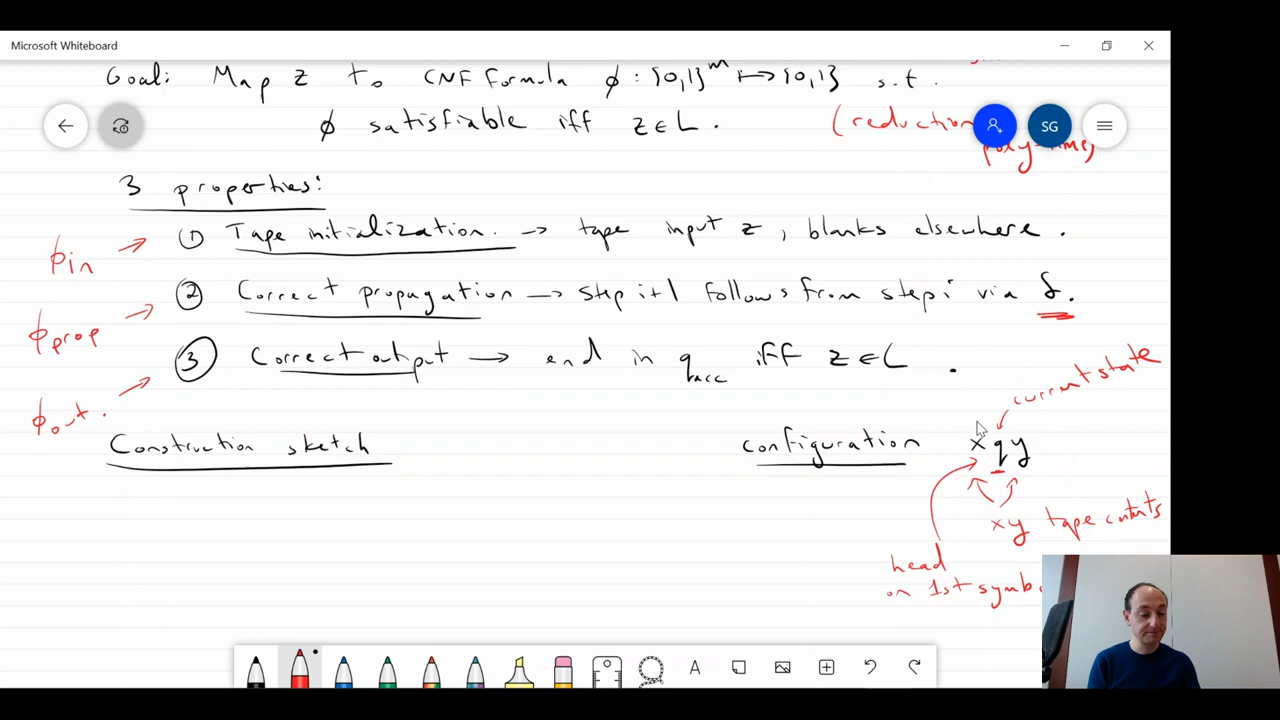 Microsoft Whiteboard
Goal: Map z to CNF formula ϕ : {0,1}^m ↦ {0,1} s.t.
ϕ satisfiable iff z ∈ L . (reduction
poly-time)
SG
3 properties:
ϕin → ① Tape initialization. → tape input z , blanks elsewhere .
ϕprop → ② Correct propagation → step i+1 follows from step i via δ.
ϕout. → ③ Correct output → end in qacc iff z ∈ L .
current state
Construction sketch
configuration x q y
xy tape contents
head
on 1st symb
A